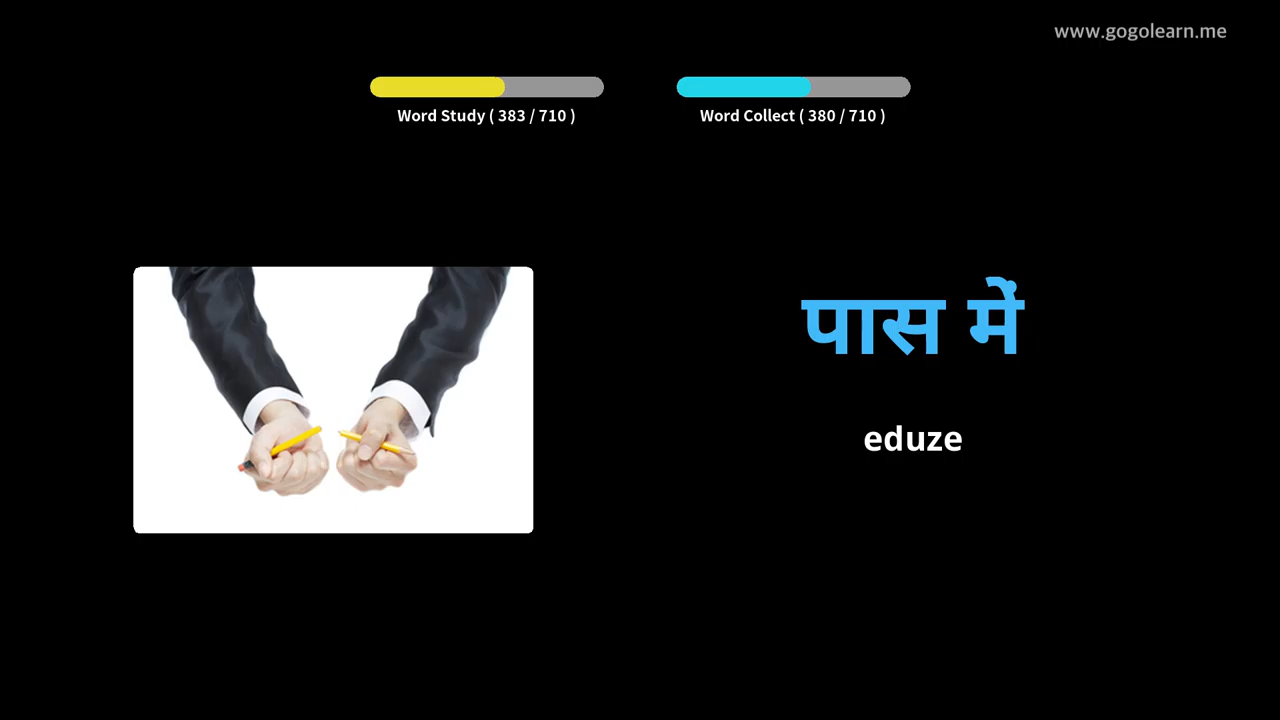 www.gogolearn.me
Word Study ( 383 / 710 )
Word Collect ( 380 / 710 )
पास में
eduze